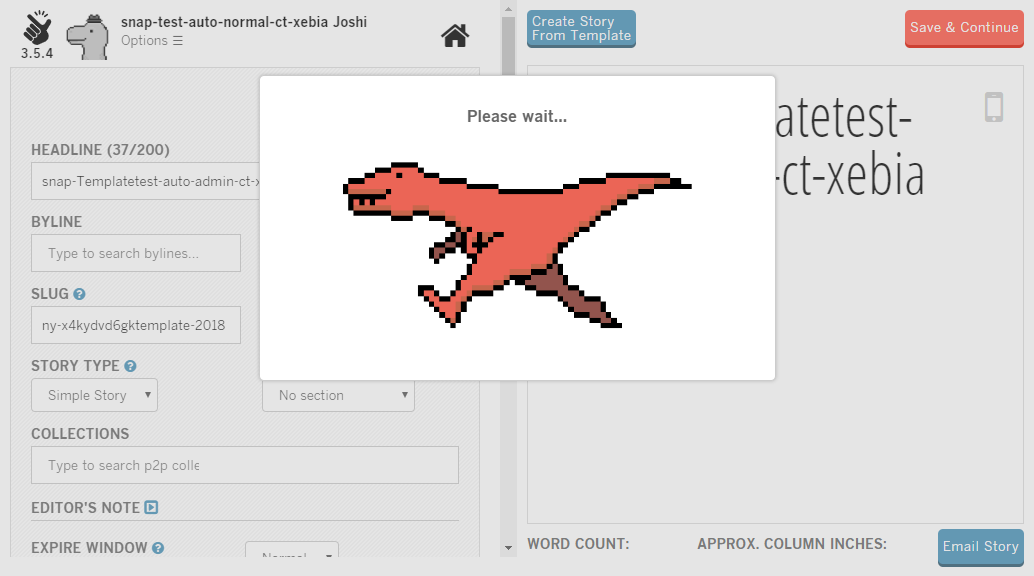 snap-test-auto-normal-ct-xebia Joshi
Options
3.5.4
Create Story
From Template
Save & Continue
Please wait...
HEADLINE (37/200)
snap-Templatetest-auto-admin-ct-x
BYLINE
Type to search bylines...
SLUG
ny-x4kydvd6gktemplate-2018
STORY TYPE
Simple Story
No section
COLLECTIONS
Type to search p2p colle
EDITOR'S NOTE
EXPIRE WINDOW
Normal
atetest-
-ct-xebia
WORD COUNT:
APPROX. COLUMN INCHES:
Email Story